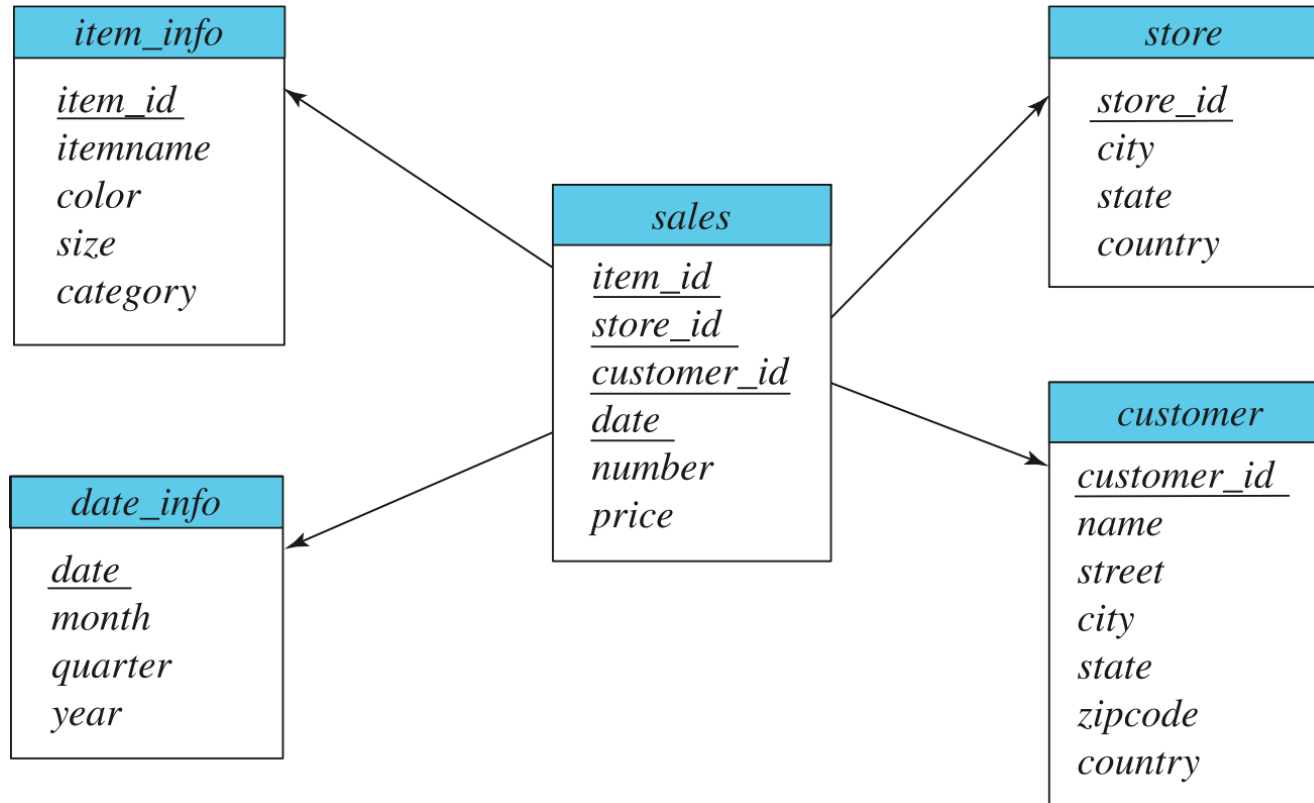 item_info
item_id
itemname
color
size
category
store
store_id
city
state
country
sales
item_id
store_id
customer_id
date
number
price
date_info
date
month
quarter
year
customer
customer_id
name
street
city
state
zipcode
country